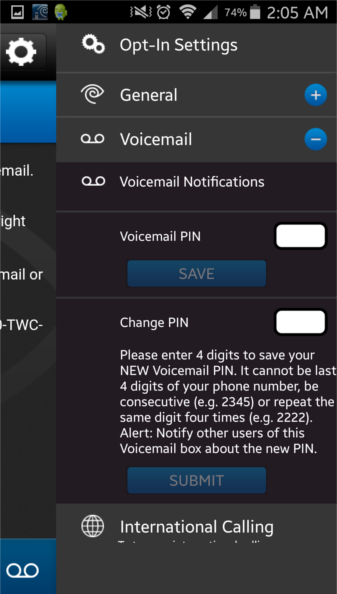 74% 2:05 AM
Opt-In Settings
General
Voicemail
email.
Voicemail Notifications
ight
Voicemail PIN
mail or
SAVE
0-TWC-
Change PIN
Please enter 4 digits to save your
NEW Voicemail PIN. It cannot be last
4 digits of your phone number, be
consecutive (e.g. 2345) or repeat the
same digit four times (e.g. 2222).
Alert: Notify other users of this
Voicemail box about the new PIN.
SUBMIT
International Calling